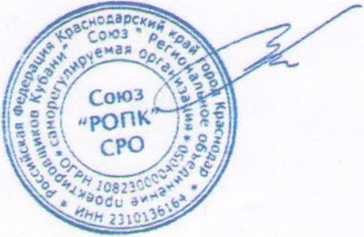 Российская Федерация Краснодарский край город Краснодар
* ИНН 2310136164 *
Союз "Региональное объединение проектировщиков Кубани"
саморегулируемая организация
* ОГРН 1082300004050 *
Союз
"РОПК"
СРО